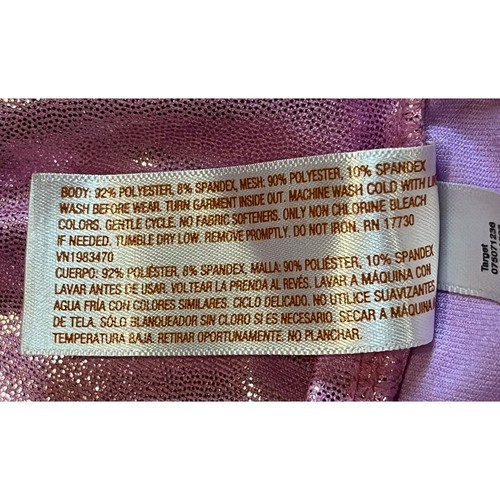 BODY: 92% POLYESTER, 8% SPANDEX, MESH: 90% POLYESTER, 10% SPANDEX
WASH BEFORE WEAR. TURN GARMENT INSIDE OUT. MACHINE WASH COLD WITH
COLORS. GENTLE CYCLE. NO FABRIC SOFTENERS. ONLY NON CHLORINE BLEACH
IF NEEDED. TUMBLE DRY LOW. REMOVE PROMPTLY. DO NOT IRON. RN 17730
VN1983470
CUERPO: 92% POLIÉSTER, 8% SPANDEX, MALLA: 90% POLIÉSTER, 10% SPANDEX
LAVAR ANTES DE USAR. VOLTEAR LA PRENDA AL REVÉS. LAVAR A MÁQUINA CON
AGUA FRÍA CON COLORES SIMILARES. CICLO DELICADO. NO UTILICE SUAVIZANTES
DE TELA. SÓLO BLANQUEADOR SIN CLORO SI ES NECESARIO. SECAR A MÁQUINA
TEMPERATURA BAJA. RETIRAR OPORTUNAMENTE. NO PLANCHAR.
Target
075071236